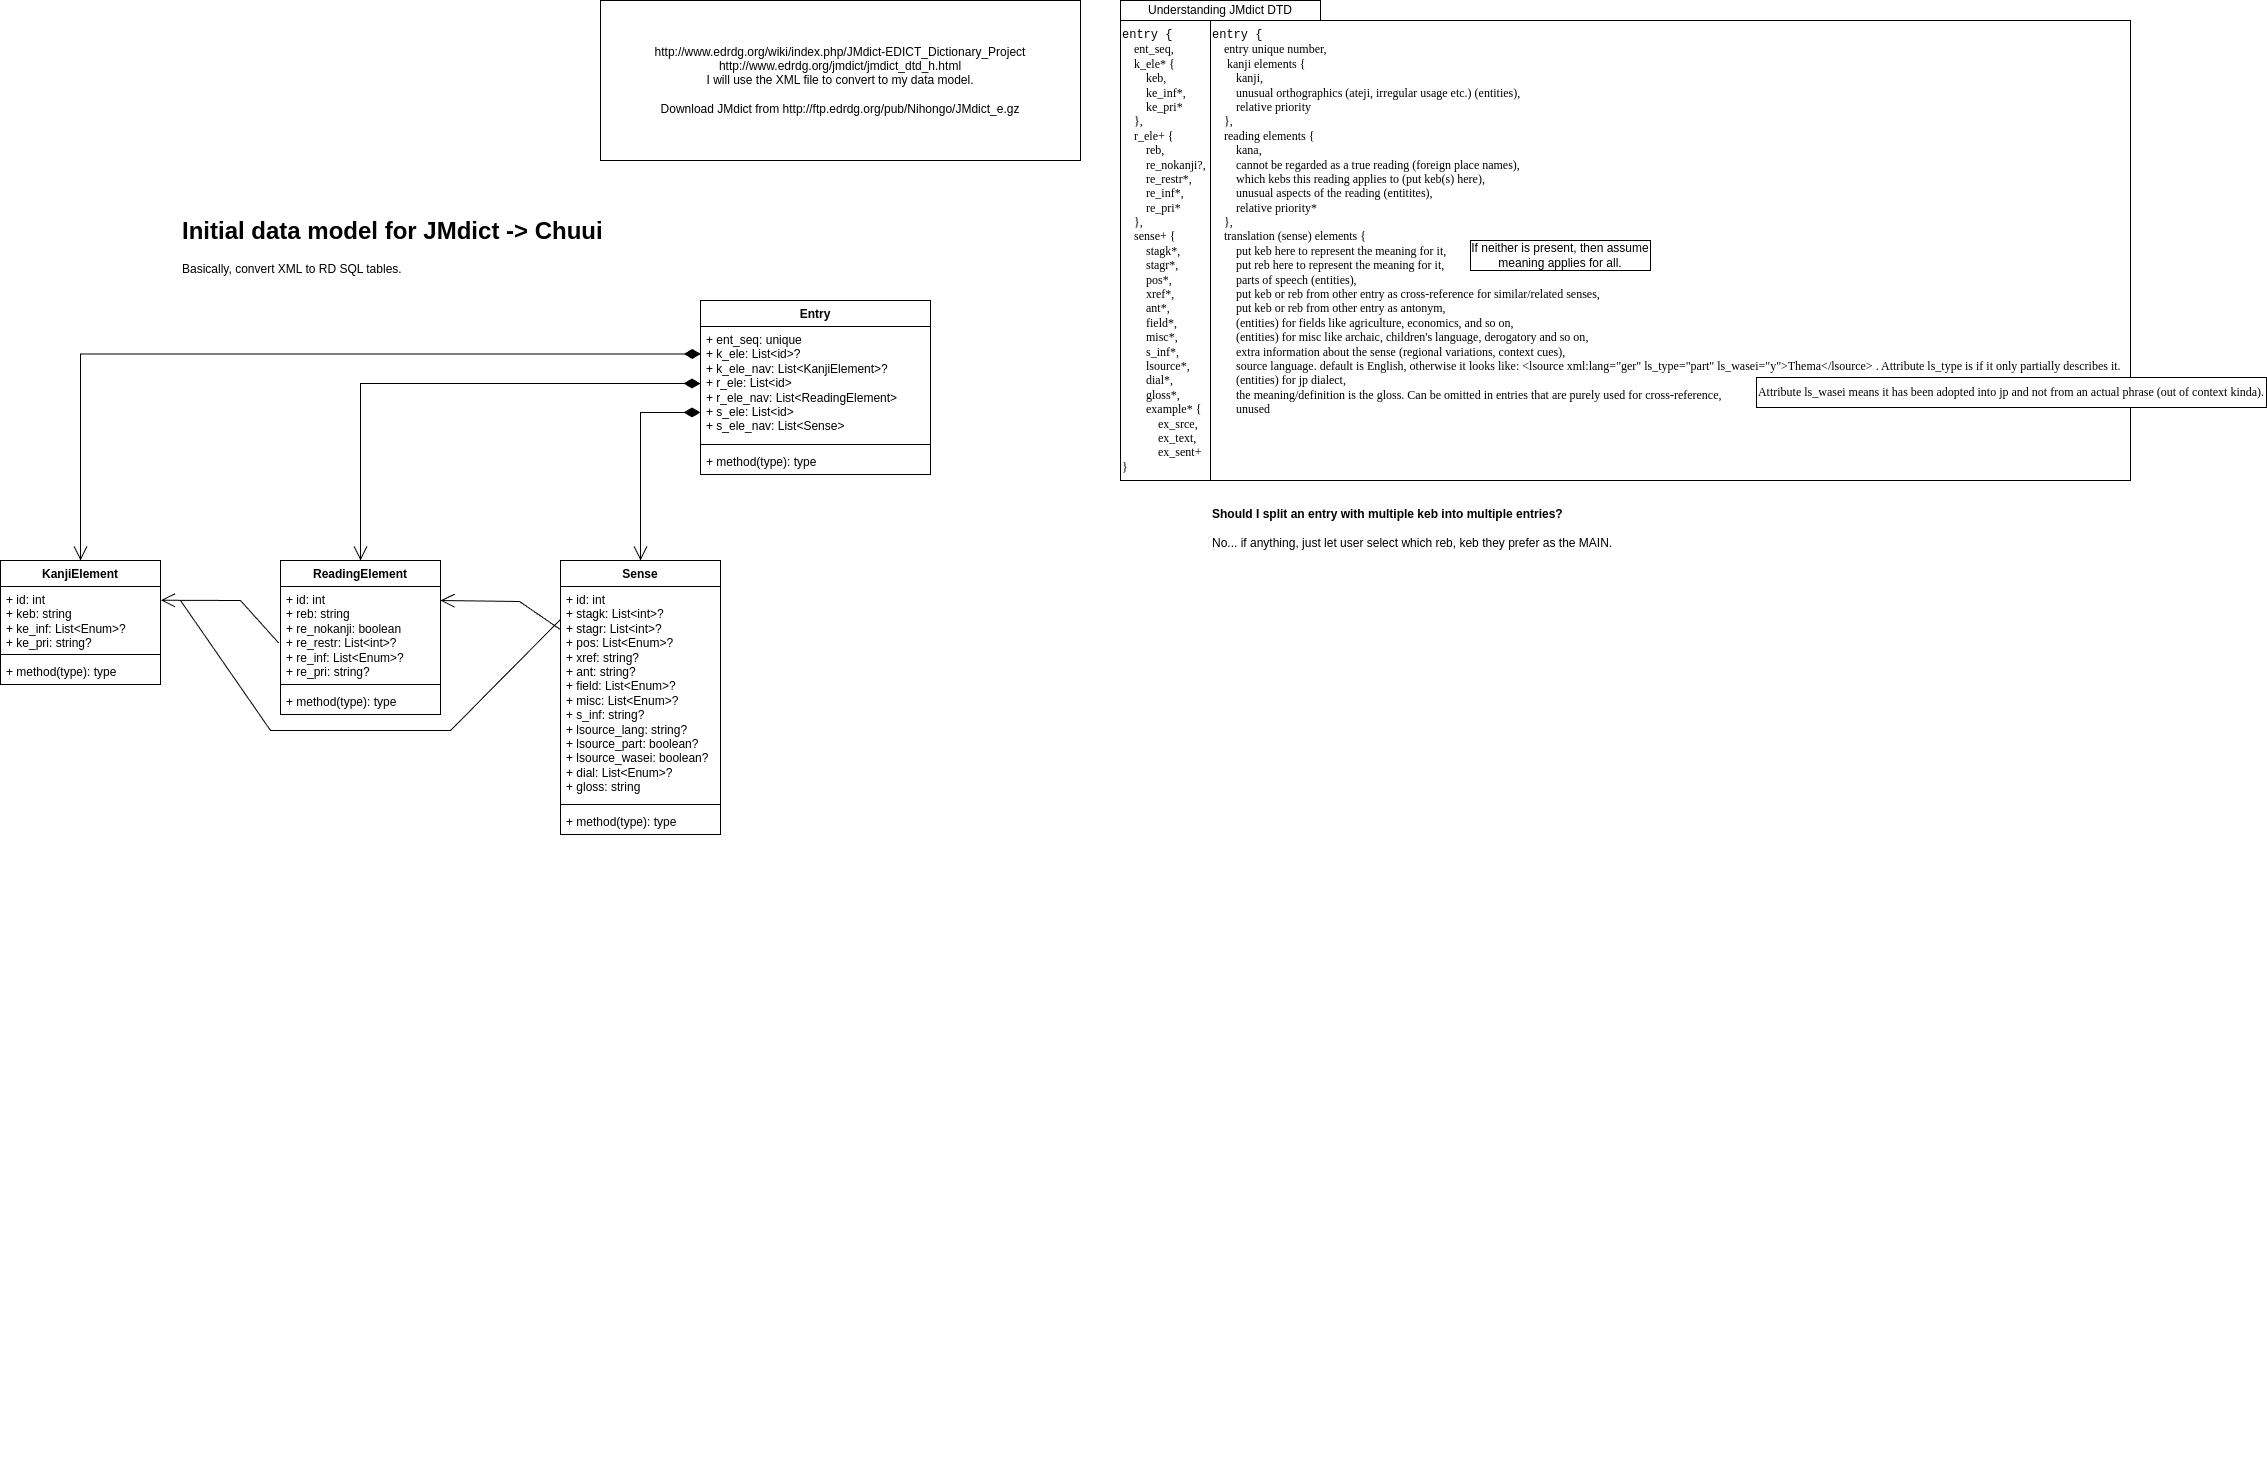 http://www.edrdg.org/wiki/index.php/JMdict-EDICT_Dictionary_Project
http://www.edrdg.org/jmdict/jmdict_dtd_h.html
I will use the XML file to convert to my data model.
Download JMdict from http://ftp.edrdg.org/pub/Nihongo/JMdict_e.gz
Initial data model for JMdict -> Chuui
Basically, convert XML to RD SQL tables.
Entry
+ ent_seq: unique
+ k_ele: List<id>?
+ k_ele_nav: List<KanjiElement>?
+ r_ele: List<id>
+ r_ele_nav: List<ReadingElement>
+ s_ele: List<id>
+ s_ele_nav: List<Sense>
+ method(type): type
KanjiElement
+ id: int
+ keb: string
+ ke_inf: List<Enum>?
+ ke_pri: string?
+ method(type): type
ReadingElement
+ id: int
+ reb: string
+ re_nokanji: boolean
+ re_restr: List<int>?
+ re_inf: List<Enum>?
+ re_pri: string?
+ method(type): type
Sense
+ id: int
+ stagk: List<int>?
+ stagr: List<int>?
+ pos: List<Enum>?
+ xref: string?
+ ant: string?
+ field: List<Enum>?
+ misc: List<Enum>?
+ s_inf: string?
+ lsource_lang: string?
+ lsource_part: boolean?
+ lsource_wasei: boolean?
+ dial: List<Enum>?
+ gloss: string
+ method(type): type
Understanding JMdict DTD
entry {
ent_seq,
k_ele* {
keb,
ke_inf*,
ke_pri*
},
r_ele+ {
reb,
re_nokanji?,
re_restr*,
re_inf*,
re_pri*
},
sense+ {
stagk*,
stagr*,
pos*,
xref*,
ant*,
field*,
misc*,
s_inf*,
lsource*,
dial*,
gloss*,
example* {
ex_srce,
ex_text,
ex_sent+
}
entry {
entry unique number,
kanji elements {
kanji,
unusual orthographics (ateji, irregular usage etc.) (entities),
relative priority
},
reading elements {
kana,
cannot be regarded as a true reading (foreign place names),
which kebs this reading applies to (put keb(s) here),
unusual aspects of the reading (entitites),
relative priority*
},
translation (sense) elements {
put keb here to represent the meaning for it,
put reb here to represent the meaning for it,
parts of speech (entities),
put keb or reb from other entry as cross-reference for similar/related senses,
put keb or reb from other entry as antonym,
(entities) for fields like agriculture, economics, and so on,
(entities) for misc like archaic, children's language, derogatory and so on,
extra information about the sense (regional variations, context cues),
source language. default is English, otherwise it looks like: <lsource xml:lang="ger" ls_type="part" ls_wasei="y">Thema</lsource> . Attribute ls_type is if it only partially describes it.
(entities) for jp dialect,
the meaning/definition is the gloss. Can be omitted in entries that are purely used for cross-reference,
unused
If neither is present, then assume
meaning applies for all.
Attribute ls_wasei means it has been adopted into jp and not from an actual phrase (out of context kinda).
Should I split an entry with multiple keb into multiple entries?
No... if anything, just let user select which reb, keb they prefer as the MAIN.